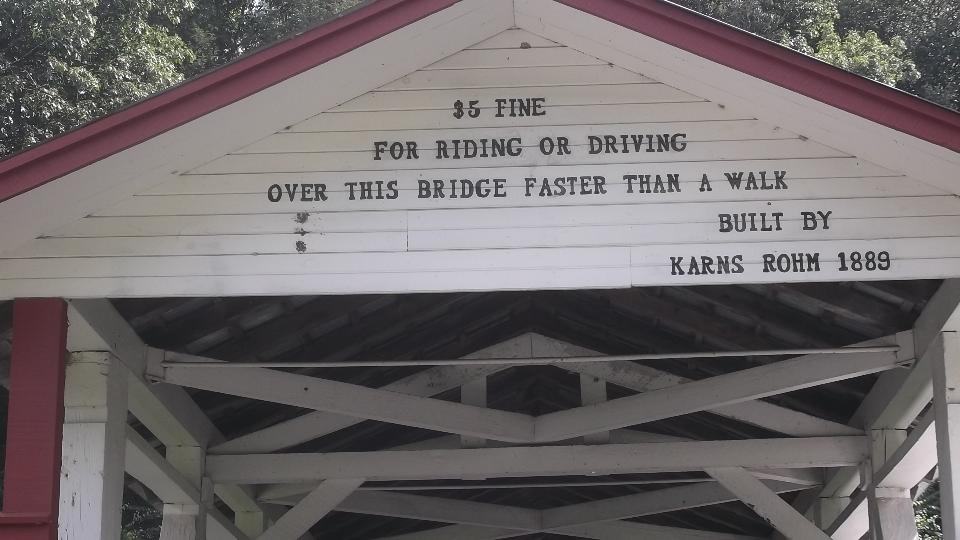 $5 FINE
FOR RIDING OR DRIVING
OVER THIS BRIDGE FASTER THAN A WALK
BUILT BY
KARNS ROHM 1889